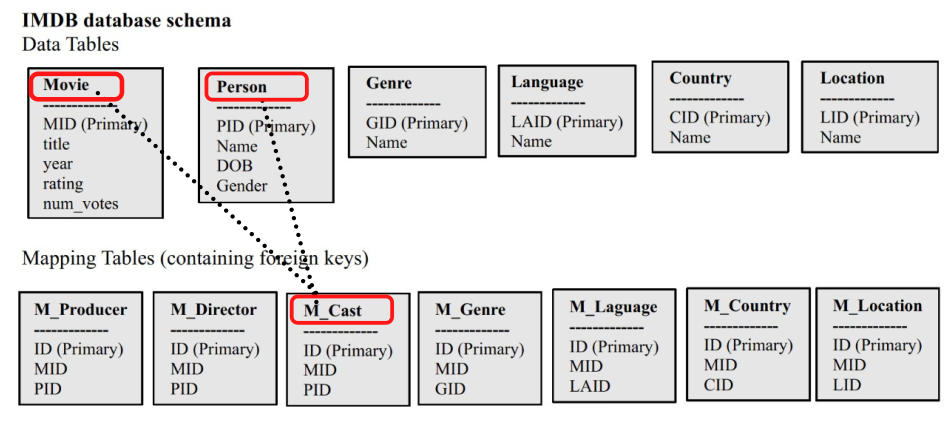 IMDB database schema
Data Tables
Movie
-------------
MID (Primary)
title
year
rating
num_votes
Person
-------------
PID (Primary)
Name
DOB
Gender
Genre
-------------
GID (Primary)
Name
Language
-------------
LAID (Primary)
Name
Country
-------------
CID (Primary)
Name
Location
-------------
LID (Primary)
Name
Mapping Tables (containing foreign keys)
M_Producer
-------------
ID (Primary)
MID
PID
M_Director
-------------
ID (Primary)
MID
PID
M_Cast
-------------
ID (Primary)
MID
PID
M_Genre
-------------
ID (Primary)
MID
GID
M_Laguage
-------------
ID (Primary)
MID
LAID
M_Country
-------------
ID (Primary)
MID
CID
M_Location
-------------
ID (Primary)
MID
LID